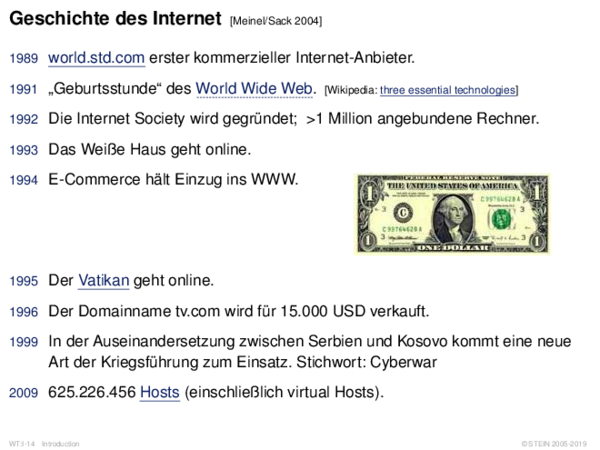 Geschichte des Internet [Meinel/Sack 2004]
1989 world.std.com erster kommerzieller Internet-Anbieter.
1991 „Geburtsstunde“ des World Wide Web. [Wikipedia: three essential technologies]
1992 Die Internet Society wird gegründet; >1 Million angebundene Rechner.
1993 Das Weiße Haus geht online.
1994 E-Commerce hält Einzug ins WWW.
FEDERAL RESERVE NOTE
THE UNITED STATES OF AMERICA
C 99764628 A
C 99764628 A
ONE DOLLAR
1995 Der Vatikan geht online.
1996 Der Domainname tv.com wird für 15.000 USD verkauft.
1999 In der Auseinandersetzung zwischen Serbien und Kosovo kommt eine neue
Art der Kriegsführung zum Einsatz. Stichwort: Cyberwar
2009 625.226.456 Hosts (einschließlich virtual Hosts).
WT:I-14 Introduction ©STEIN 2005-2019